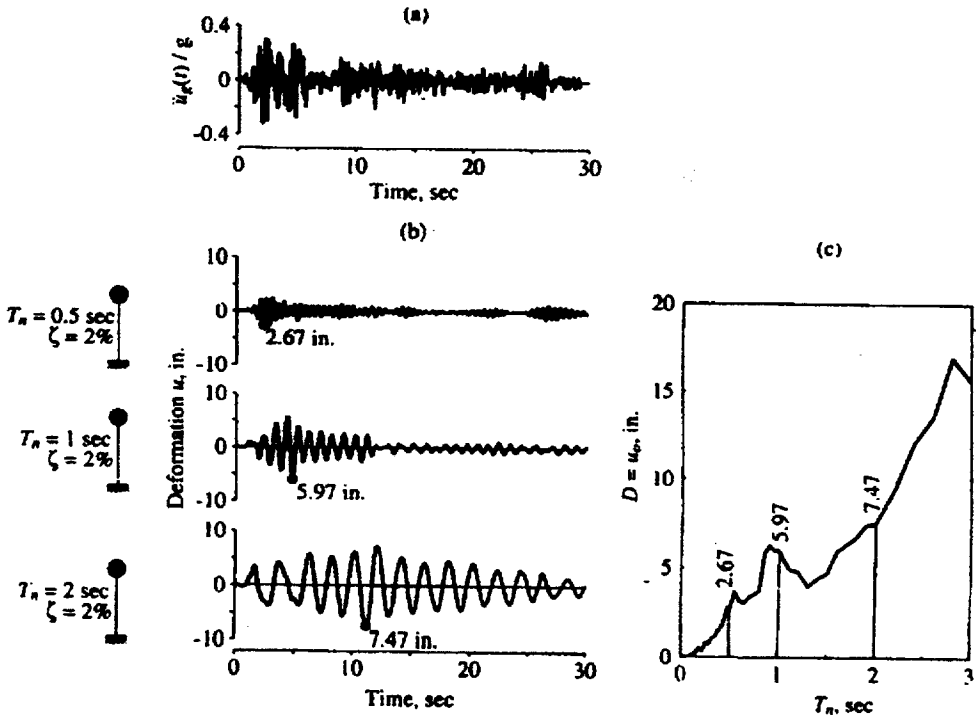 (a)
0.4
0
-0.4
ü_g(t) / g
0 10 20 30
Time, sec
(b)
T_n = 0.5 sec
ζ = 2%
T_n = 1 sec
ζ = 2%
T_n = 2 sec
ζ = 2%
Deformation u, in.
10
0
-10
2.67 in.
10
0
-10
5.97 in.
10
0
-10
7.47 in.
0 10 20 30
Time, sec
(c)
20
15
10
5
0
D = u_o, in.
2.67
5.97
7.47
0 1 2 3
T_n, sec